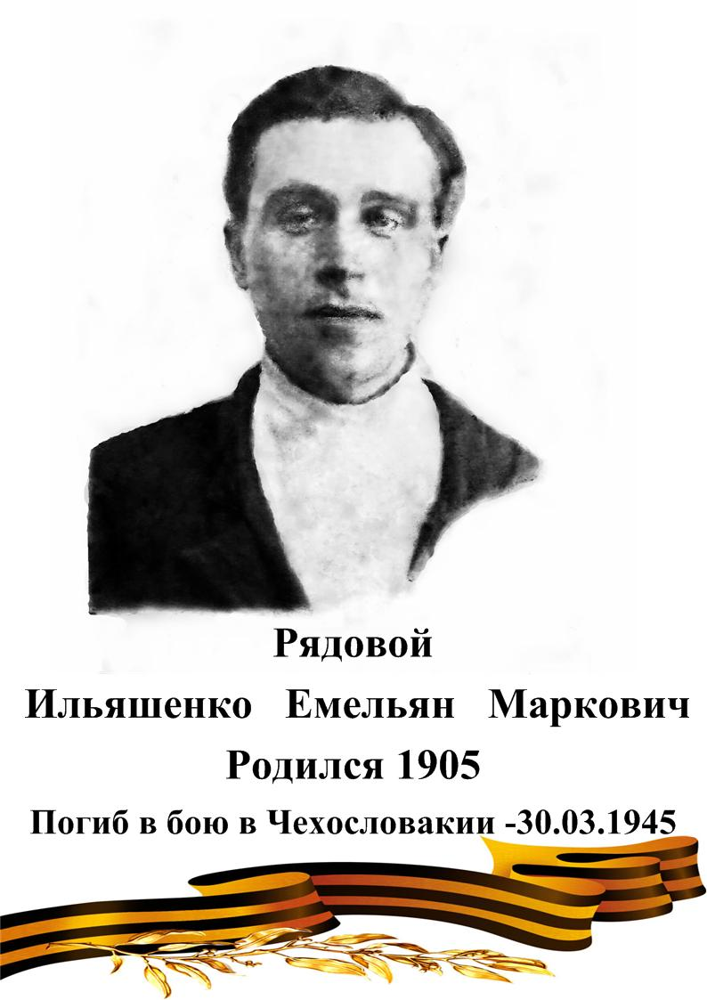 Рядовой
Ильяшенко Емельян Маркович
Родился 1905
Погиб в бою в Чехословакии -30.03.1945